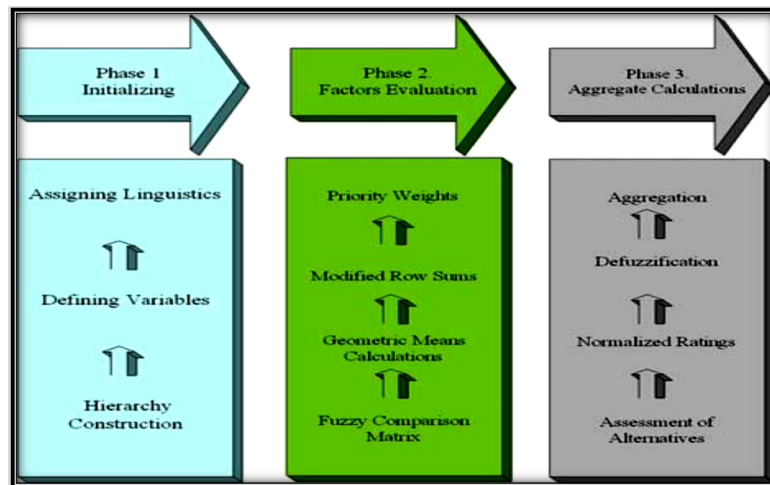 Phase 1
Initializing
Phase 2.
Factors Evaluation
Phase 3.
Aggregate Calculations
Assigning Linguistics
Defining Variables
Hierarchy
Construction
Priority Weights
Modified Row Sums
Geometric Means
Calculations
Fuzzy Comparison
Matrix
Aggregation
Defuzzification
Normalized Ratings
Assessment of
Alternatives